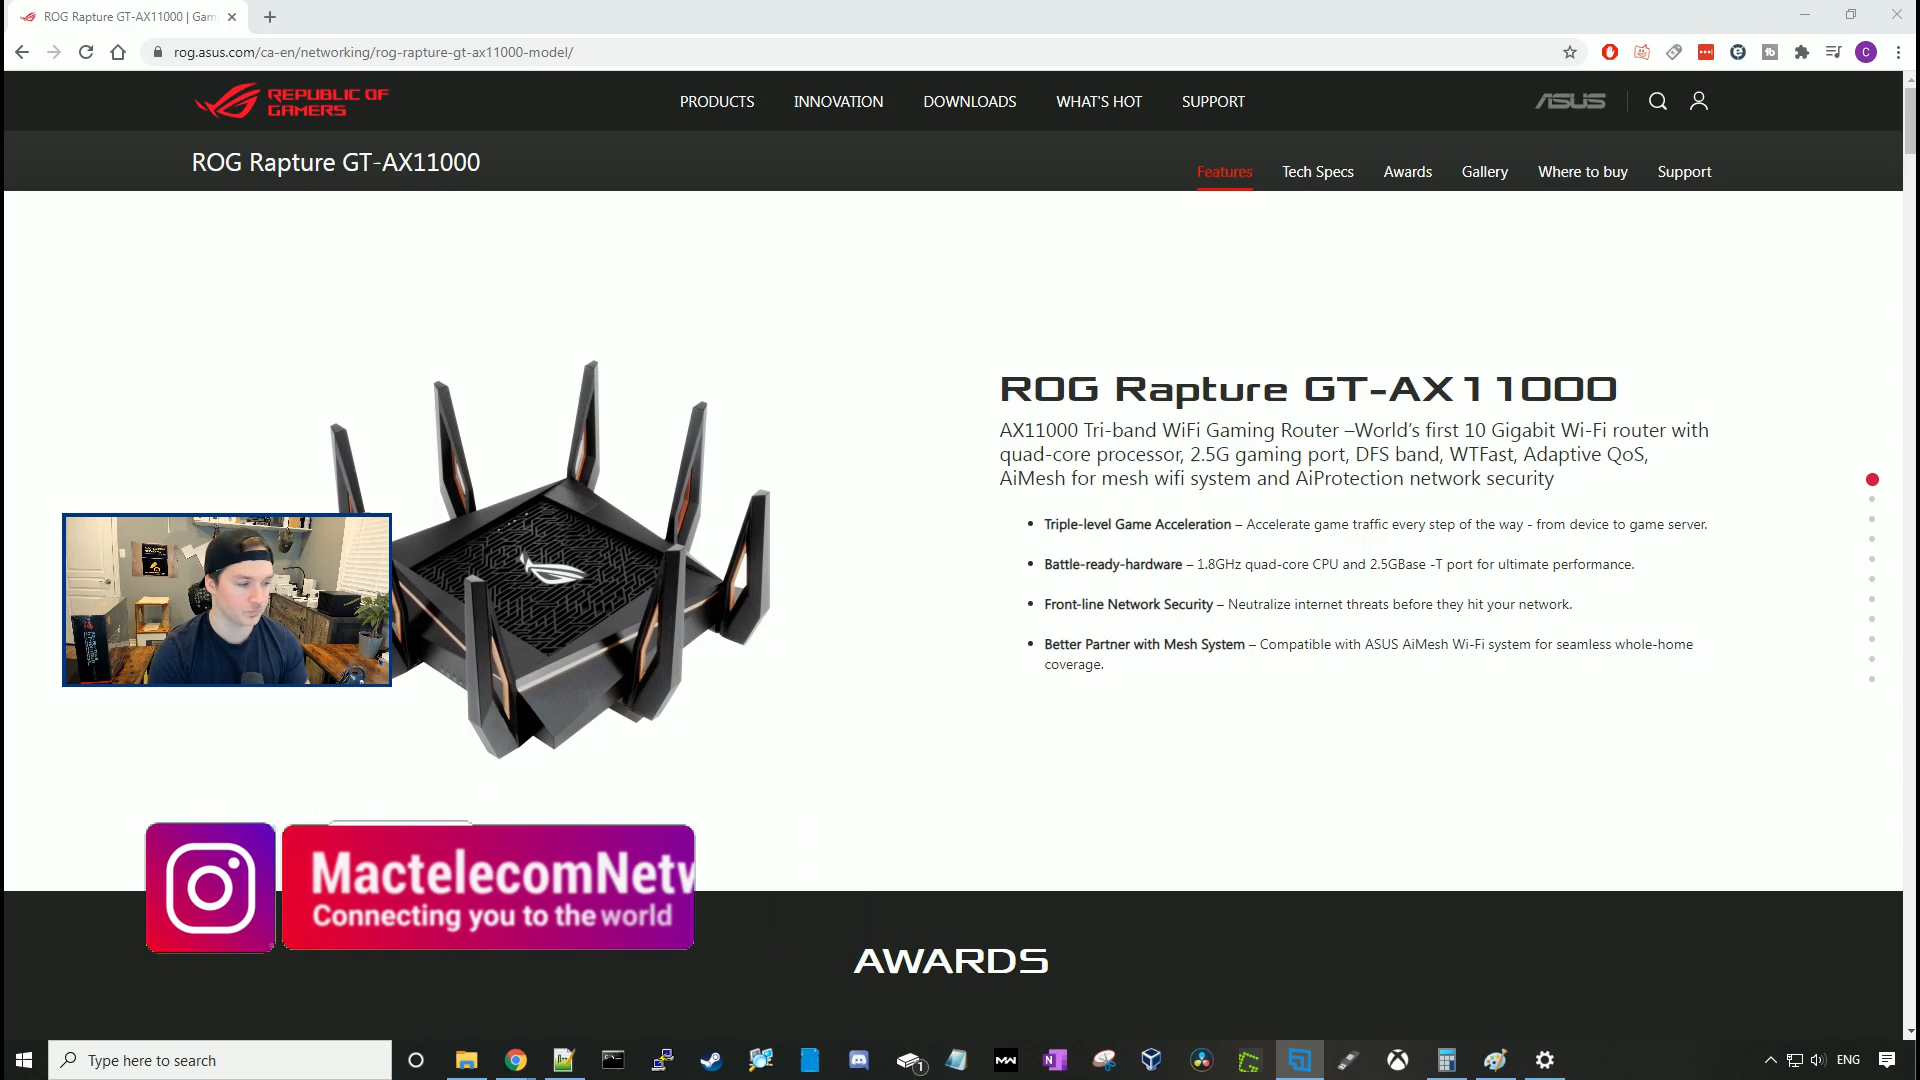 ROG Rapture GT-AX11000 | Gam
rog.asus.com/ca-en/networking/rog-rapture-gt-ax11000-model/
C
REPUBLIC OF
GAMERS
PRODUCTS
INNOVATION
DOWNLOADS
WHAT'S HOT
SUPPORT
ASUS
ROG Rapture GT-AX11000
Features
Tech Specs
Awards
Gallery
Where to buy
Support
ROG Rapture GT-AX11000
AX11000 Tri-band WiFi Gaming Router –World's first 10 Gigabit Wi-Fi router with
quad-core processor, 2.5G gaming port, DFS band, WTFast, Adaptive QoS,
AiMesh for mesh wifi system and AiProtection network security
• Triple-level Game Acceleration – Accelerate game traffic every step of the way - from device to game server.
• Battle-ready-hardware – 1.8GHz quad-core CPU and 2.5GBase -T port for ultimate performance.
• Front-line Network Security – Neutralize internet threats before they hit your network.
• Better Partner with Mesh System – Compatible with ASUS AiMesh Wi-Fi system for seamless whole-home
coverage.
MactelecomNetw
Connecting you to the world
AWARDS
Type here to search
1
MW
N
ENG